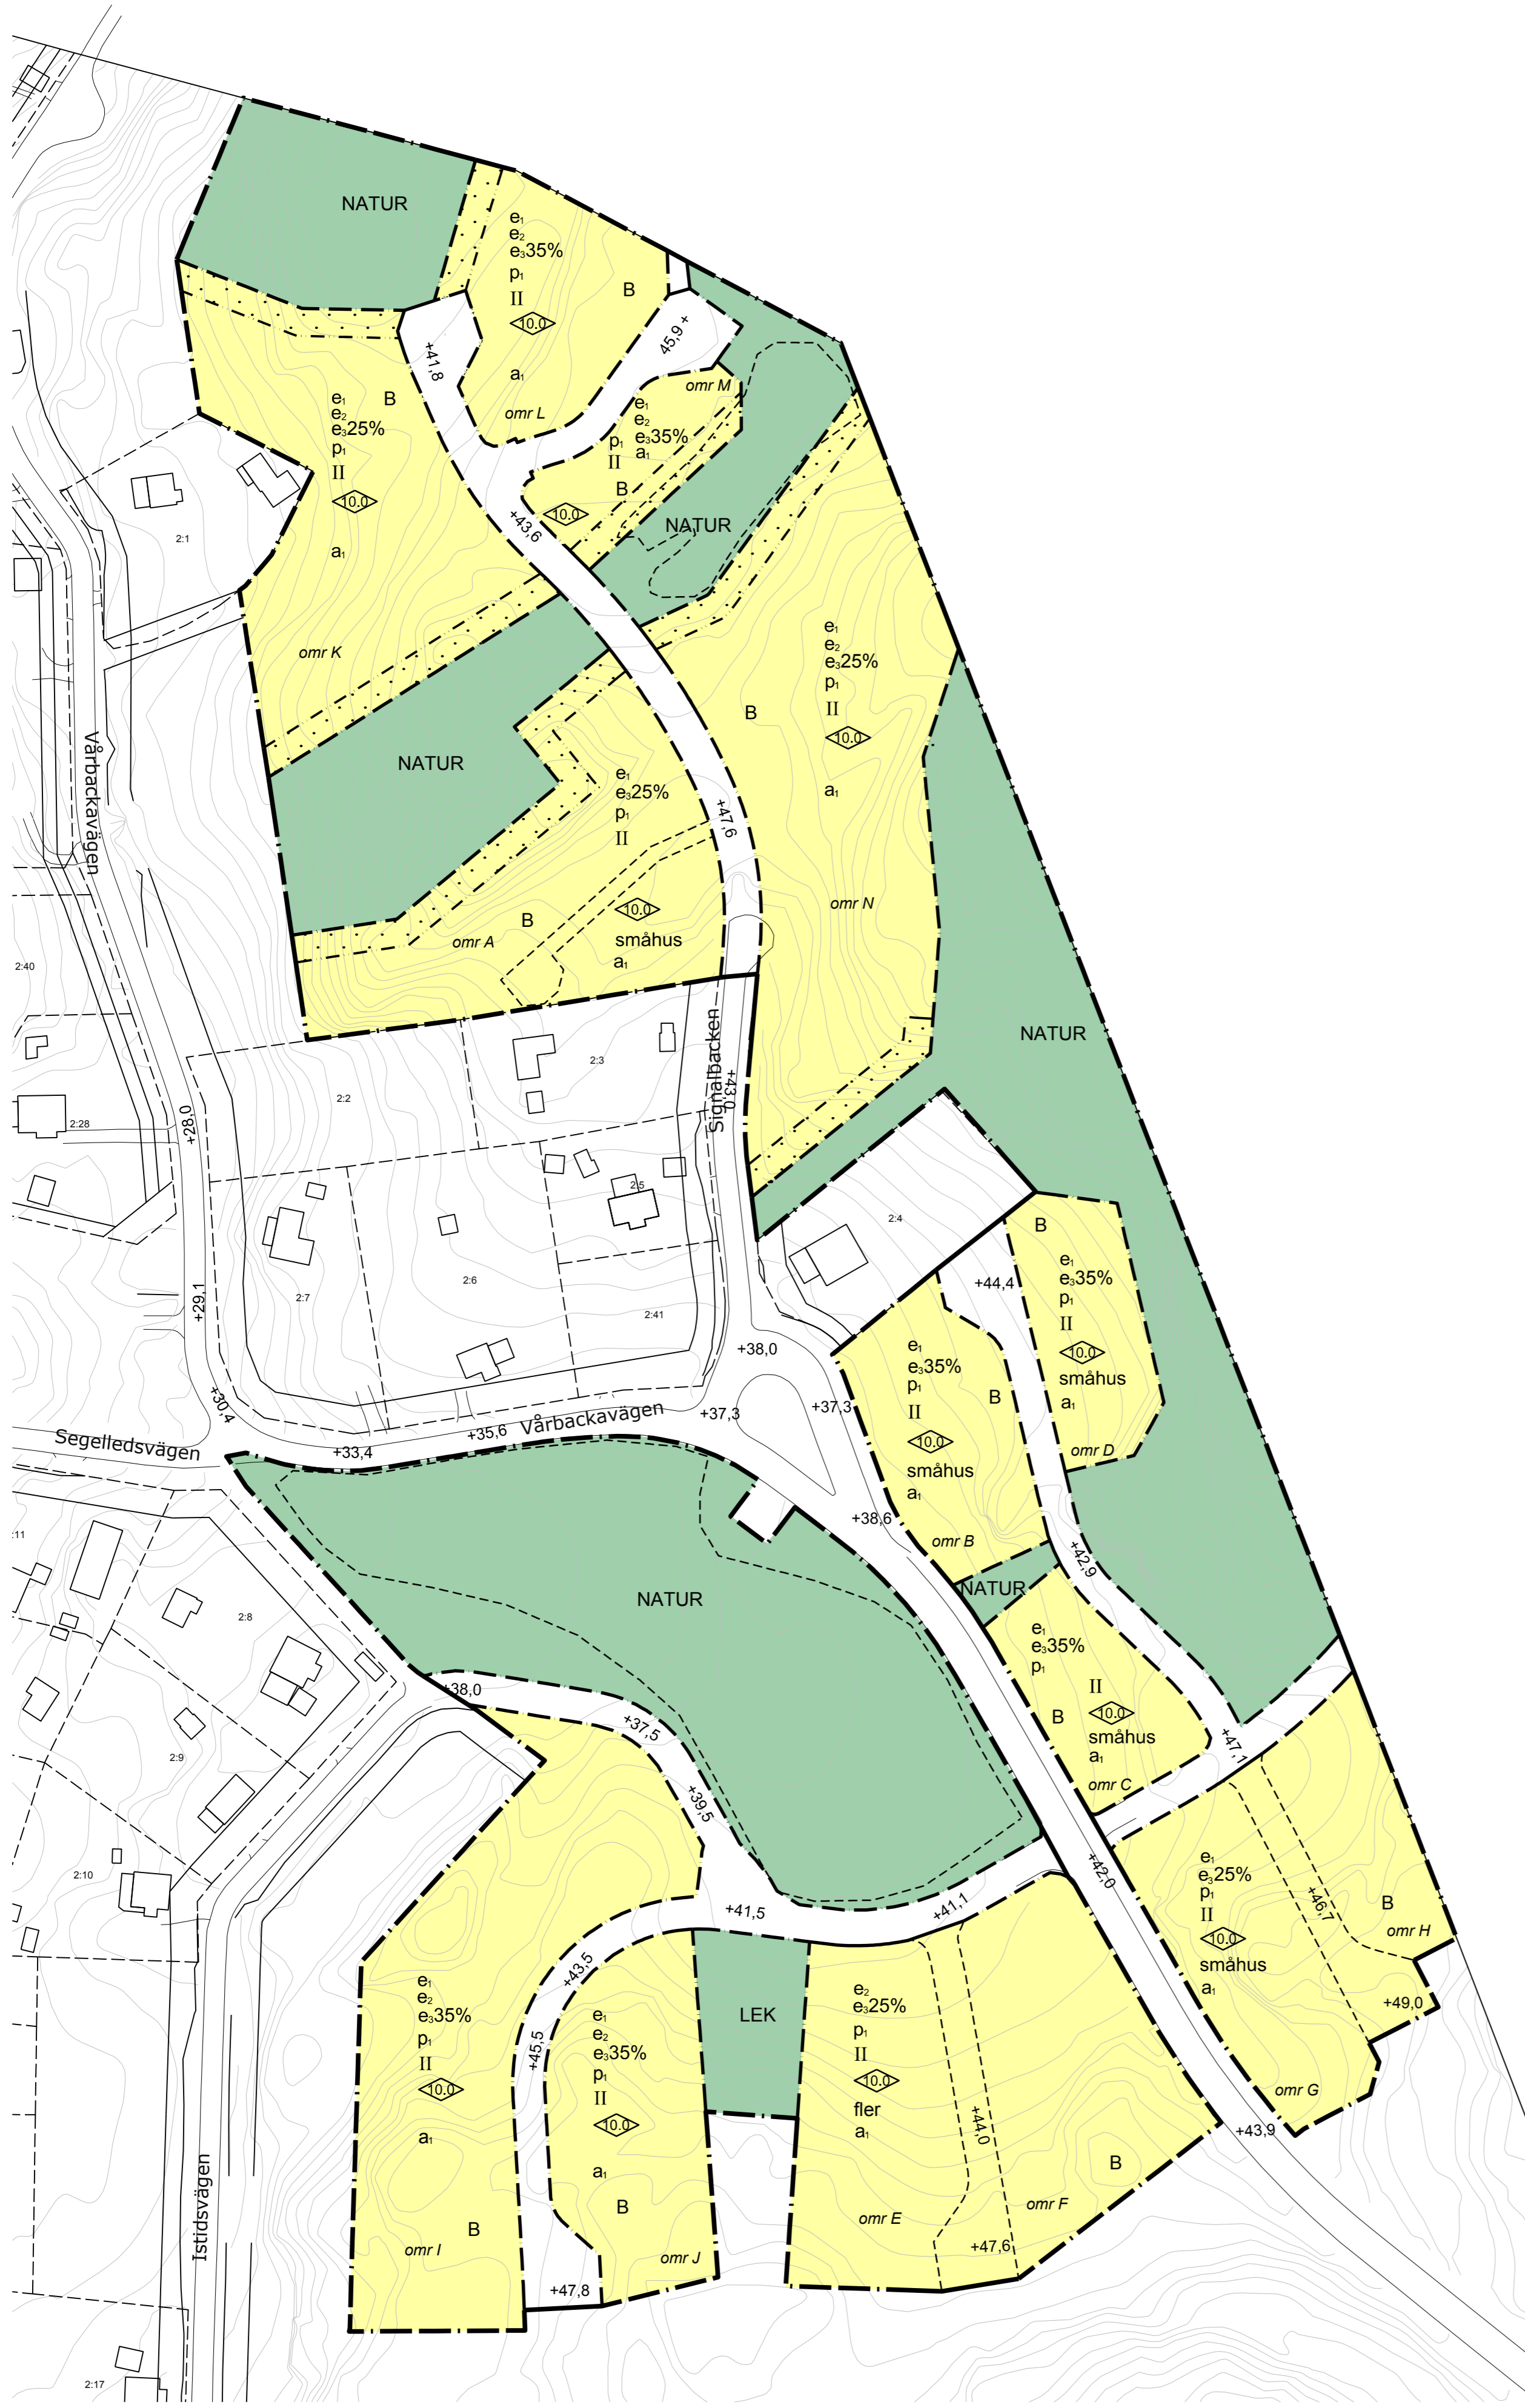 NATUR
e₁
e₂
e₃35%
p₁
II
10.0
B
a₁
omr L
+41,8
45,9 +
omr M
e₁
e₂
e₃35%
p₁
a₁
II
B
10.0
NATUR
+43,6
e₁
B
e₂
e₃25%
p₁
II
10.0
a₁
omr K
2:1
e₁
e₂
e₃25%
p₁
II
10.0
B
a₁
omr N
NATUR
Vårbackavägen
e₁
e₃25%
p₁
II
10.0
småhus
a₁
B
omr A
+47,6
2:40
NATUR
Signalbacken
+43,0
2:3
2:2
2:28
+28,0
2:5
2:4
2:6
2:7
2:41
+29,1
B
e₁
e₃35%
p₁
II
10.0
småhus
a₁
omr D
+44,4
+38,0
e₁
e₃35%
p₁
II
B
10.0
småhus
a₁
omr B
+30,4
+37,3
+37,3
Vårbackavägen
+35,6
+33,4
Segelledsvägen
+38,6
:11
+42,9
NATUR
NATUR
2:8
e₁
e₃35%
p₁
II
10.0
B
småhus
a₁
omr C
+38,0
+37,5
+47,1
2:9
+39,5
2:10
+42,0
e₁
e₃25%
p₁
II
10.0
småhus
a₁
+46,7
B
omr H
+49,0
omr G
+43,9
+41,5
+41,1
+43,5
e₁
e₂
e₃35%
p₁
II
10.0
a₁
B
omr I
+45,5
e₁
e₂
e₃35%
p₁
II
10.0
a₁
B
omr J
+47,8
LEK
e₂
e₃25%
p₁
II
10.0
fler
a₁
+44,0
B
omr E
omr F
+47,6
Istidsvägen
2:17